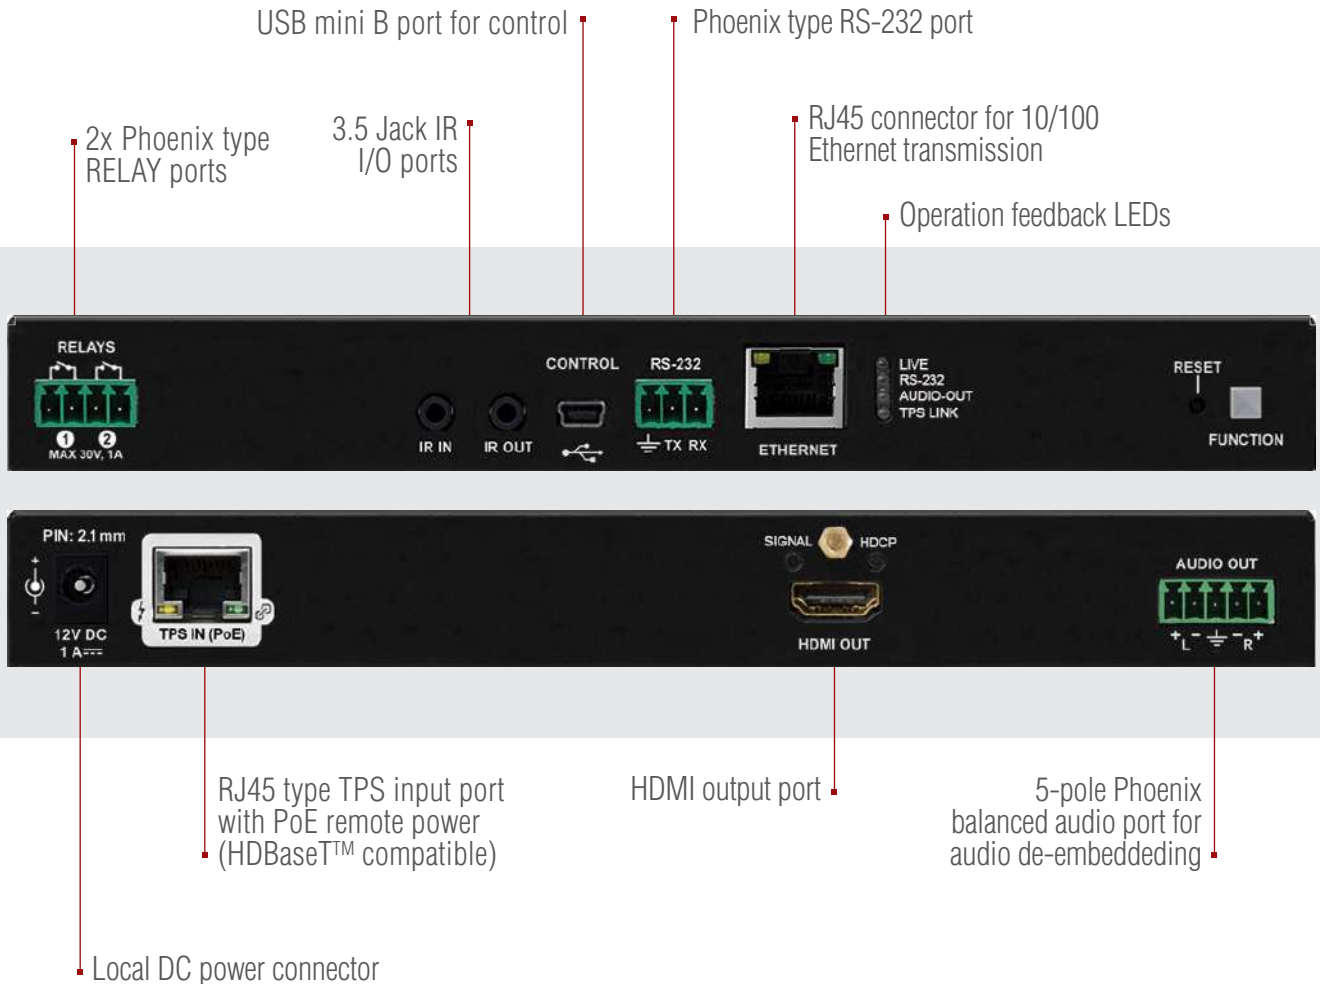 USB mini B port for control
Phoenix type RS-232 port
2x Phoenix type
RELAY ports
3.5 Jack IR
I/O ports
RJ45 connector for 10/100
Ethernet transmission
Operation feedback LEDs
RELAYS
1 2
MAX 30V, 1A
IR IN
IR OUT
CONTROL
RS-232
TX RX
ETHERNET
LIVE
RS-232
AUDIO-OUT
TPS LINK
RESET
FUNCTION
PIN: 2.1mm
+
-
12V DC
1 A
TPS IN (PoE)
SIGNAL
HDCP
HDMI OUT
AUDIO OUT
+ L - - R +
RJ45 type TPS input port
with PoE remote power
(HDBaseT™ compatible)
HDMI output port
5-pole Phoenix
balanced audio port for
audio de-embeddeding
Local DC power connector